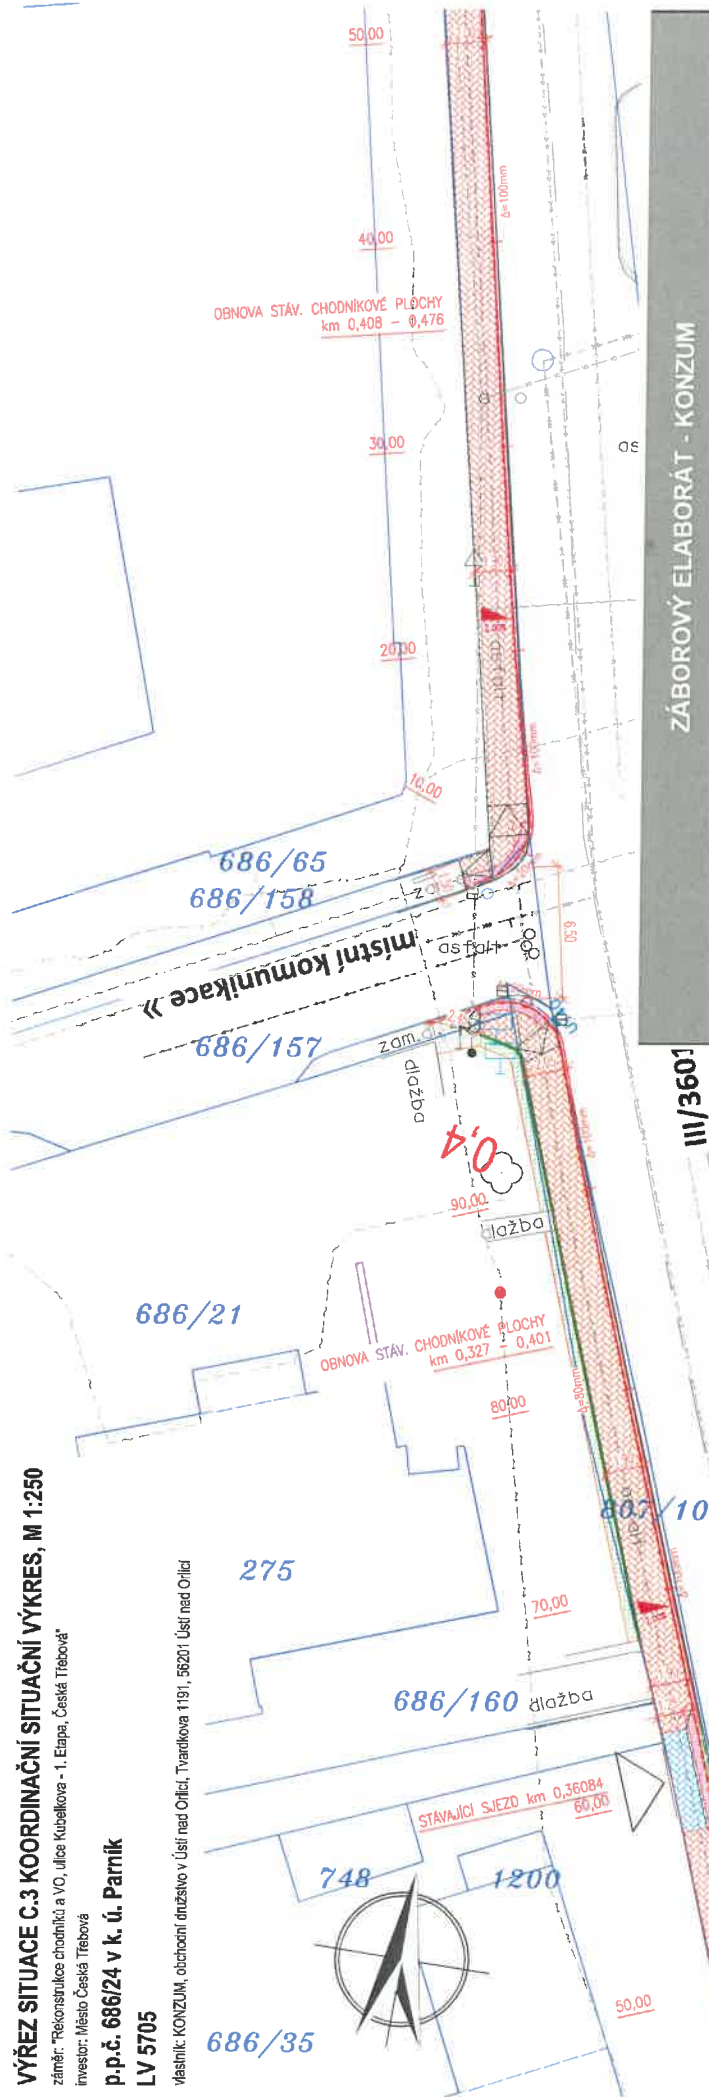 VÝŘEZ SITUACE C.3 KOORDINAČNÍ SITUAČNÍ VÝKRES, M 1:250
záměr: "Rekonstrukce chodníků a VO, ulice Kubelkova - 1. Etapa, Česká Třebová"
investor: Město Česká Třebová
p.p.č. 686/24 v k. ú. Parník
LV 5705
vlastník: KONZUM, obchodní družstvo v Ústí nad Orlicí, Tvardkova 1191, 56201 Ústí nad Orlicí
ZÁBOROVÝ ELABORÁT - KONZUM
50,00
Δ=100mm
40,00
OBNOVA STÁV. CHODNÍKOVÉ PLOCHY
km 0,408 - 0,476
30,00
as
20,00
asfalt
Δ=100mm
10,00
686/65
686/158
místní komunikace »
asfalt
6,50
686/157
zam. dl.
dlažba
III/3601
0,4
90,00
dlažba
686/21
OBNOVA STÁV. CHODNÍKOVÉ PLOCHY
km 0,327 - 0,401
80,00
Δ=80mm
807/10
275
70,00
686/160
dlažba
STÁVAJÍCÍ SJEZD km 0,36084
60,00
748
1200
686/35
50,00